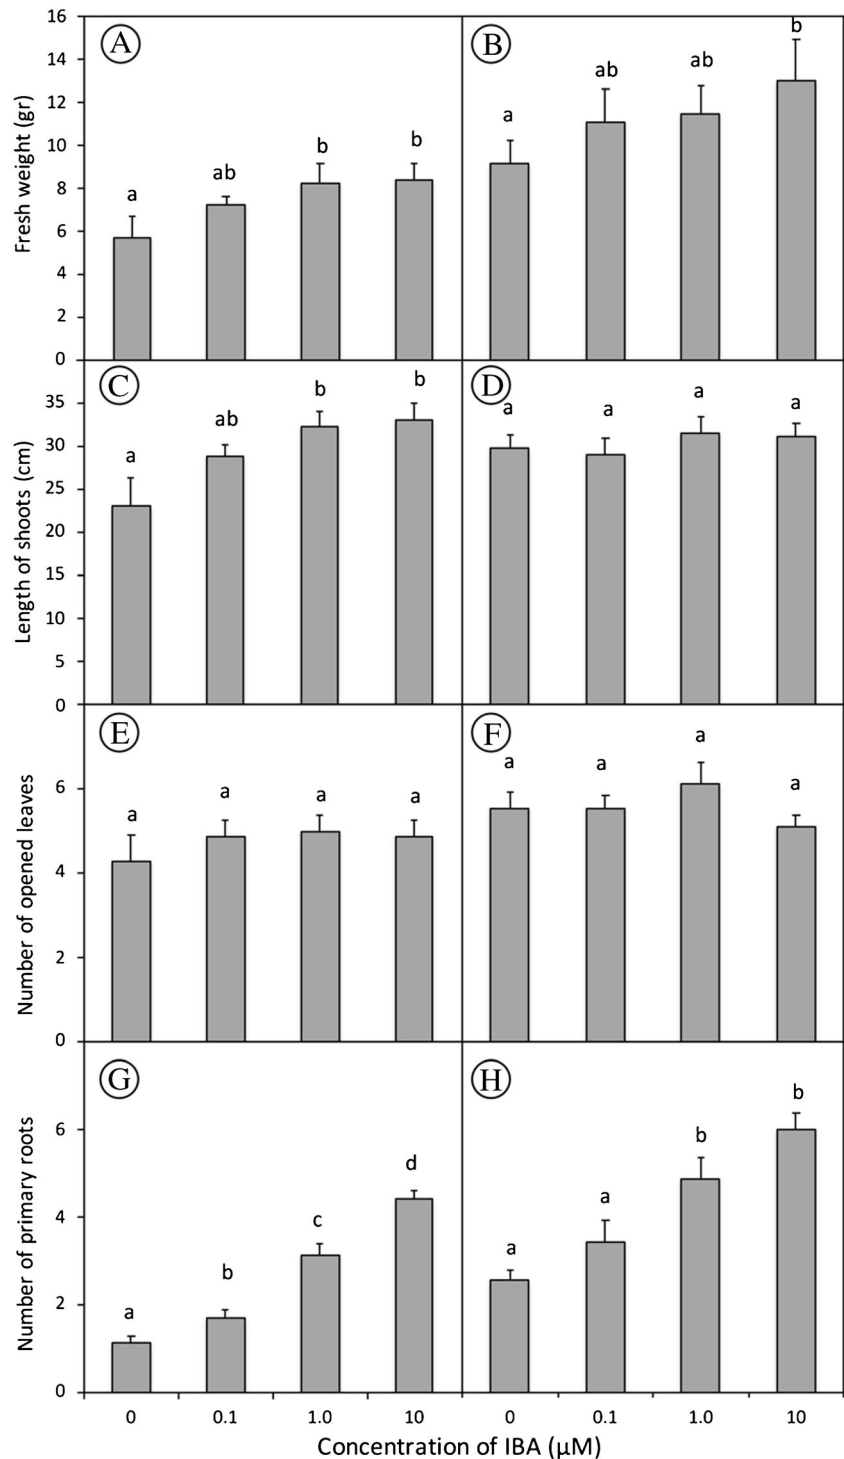 16
14
12
10
8
6
4
2
0
Fresh weight (gr)
A
a
ab
b
b
B
a
ab
ab
b
35
30
25
20
15
10
5
0
Length of shoots (cm)
C
a
ab
b
b
D
a
a
a
a
6
4
2
0
Number of opened leaves
E
a
a
a
a
F
a
a
a
a
6
4
2
0
Number of primary roots
G
a
b
c
d
H
a
a
b
b
0 0.1 1.0 10 0 0.1 1.0 10
Concentration of IBA (µM)